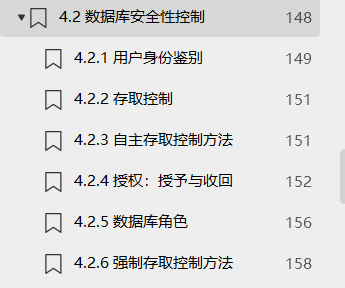 4.2 数据库安全性控制 148
4.2.1 用户身份鉴别 149
4.2.2 存取控制 151
4.2.3 自主存取控制方法 151
4.2.4 授权：授予与收回 152
4.2.5 数据库角色 156
4.2.6 强制存取控制方法 158